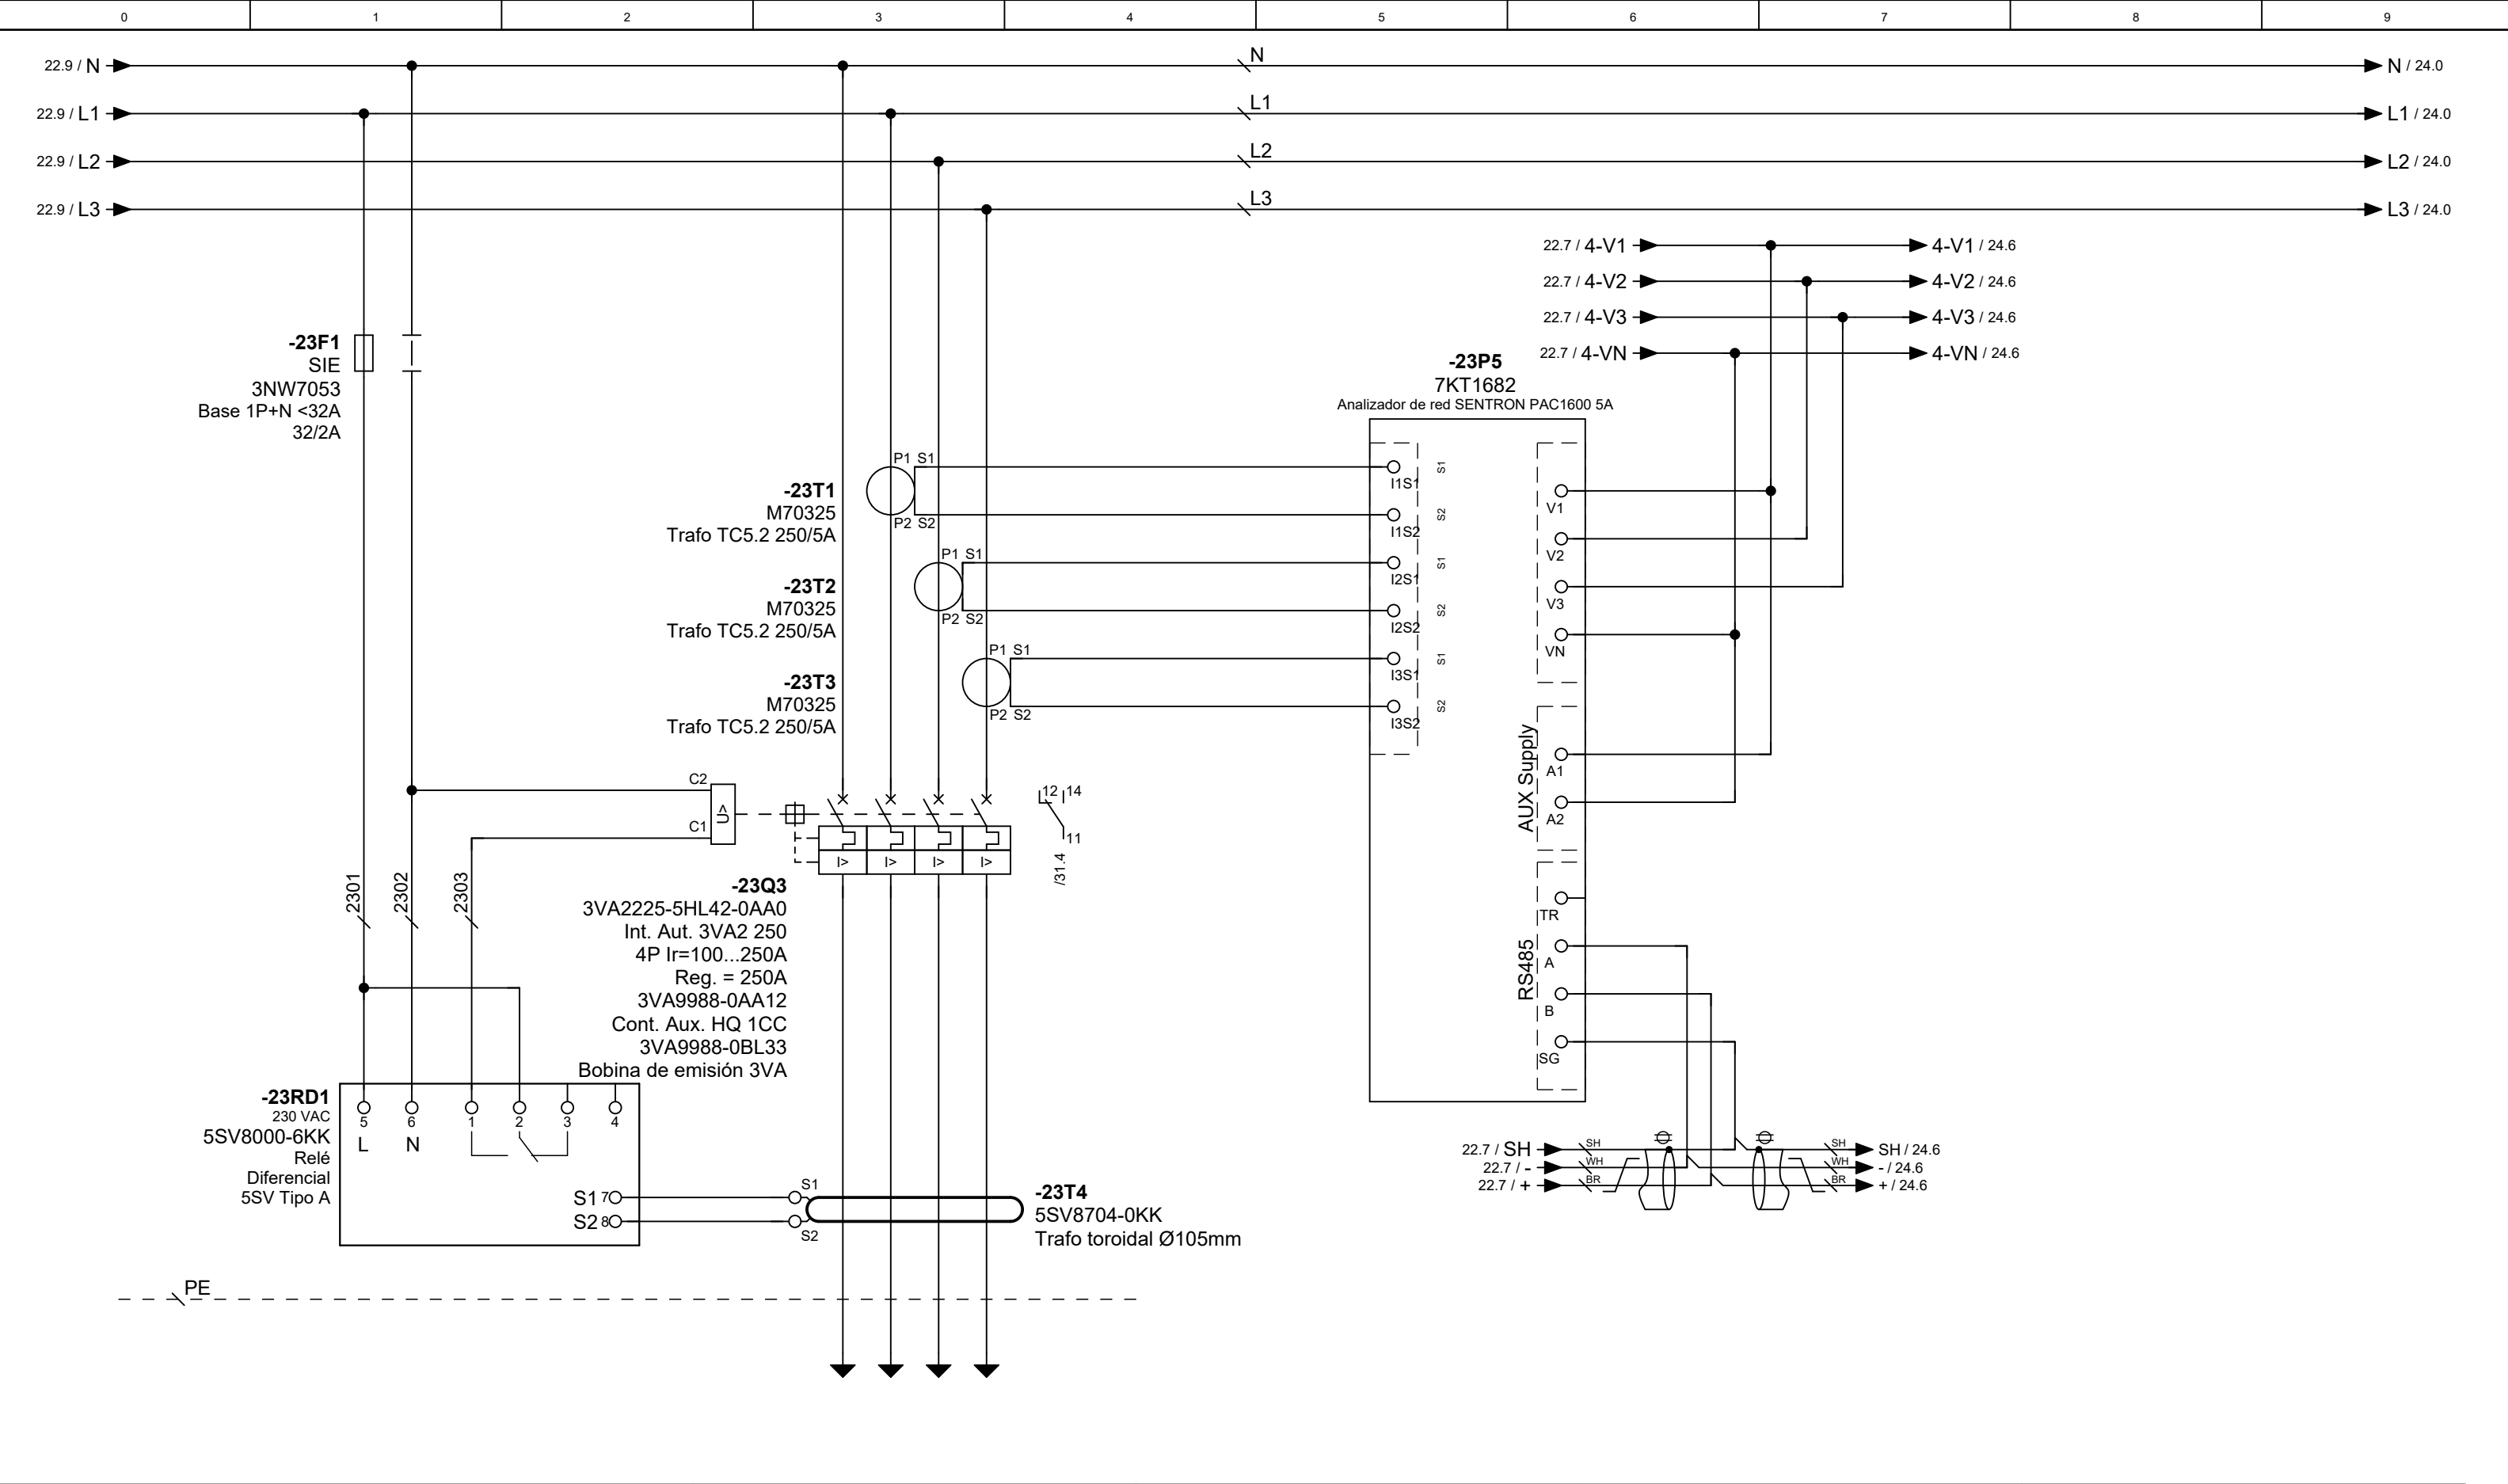 0 1 2 3 4 5 6 7 8 9
22.9 / N
N
N / 24.0
22.9 / L1
L1
L1 / 24.0
22.9 / L2
L2
L2 / 24.0
22.9 / L3
L3
L3 / 24.0
22.7 / 4-V1
4-V1 / 24.6
22.7 / 4-V2
4-V2 / 24.6
22.7 / 4-V3
4-V3 / 24.6
22.7 / 4-VN
4-VN / 24.6
-23F1
SIE
3NW7053
Base 1P+N <32A
32/2A
-23P5
7KT1682
Analizador de red SENTRON PAC1600 5A
P1 S1
P2 S2
-23T1
M70325
Trafo TC5.2 250/5A
P1 S1
P2 S2
-23T2
M70325
Trafo TC5.2 250/5A
P1 S1
P2 S2
-23T3
M70325
Trafo TC5.2 250/5A
I1S1 S1
I1S2 S2
I2S1 S1
I2S2 S2
I3S1 S1
I3S2 S2
V1
V2
V3
VN
AUX Supply
A1
A2
RS485
TR
A
B
SG
C2
C1
U>
I> I> I> I>
12 14
11
/31.4
2301
2302
2303
-23Q3
3VA2225-5HL42-0AA0
Int. Aut. 3VA2 250
4P Ir=100...250A
Reg. = 250A
3VA9988-0AA12
Cont. Aux. HQ 1CC
3VA9988-0BL33
Bobina de emisión 3VA
-23RD1
230 VAC
5SV8000-6KK
Relé
Diferencial
5SV Tipo A
5 6 1 2 3 4
L N
S1 7
S2 8
S1
S2
-23T4
5SV8704-0KK
Trafo toroidal Ø105mm
22.7 / SH
SH
SH
SH / 24.6
22.7 / -
WH
WH
- / 24.6
22.7 / +
BR
BR
+ / 24.6
PE